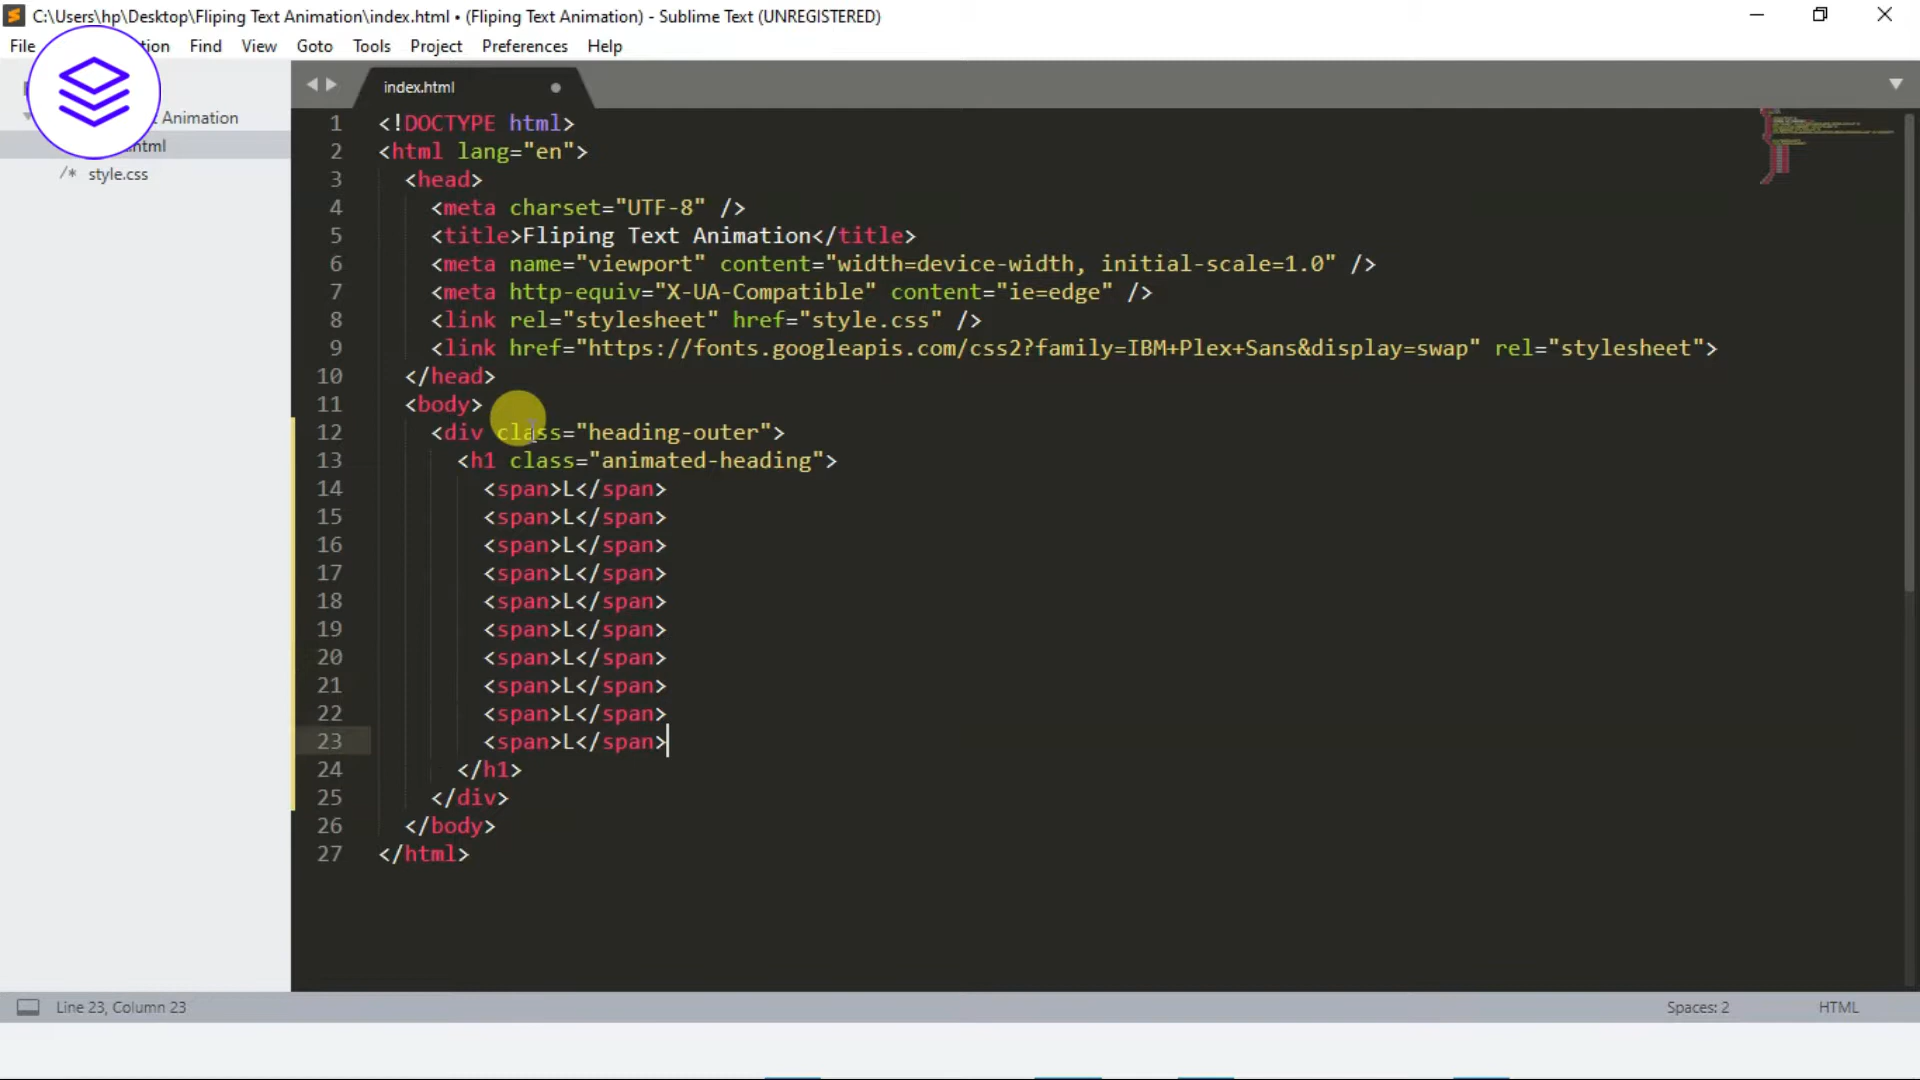 C:\Users\hp\Desktop\Fliping Text Animation\index.html • (Fliping Text Animation) - Sublime Text (UNREGISTERED)
File Find View Goto Tools Project Preferences Help
index.html
Animation
style.css
1 <!DOCTYPE html>
2 <html lang="en">
3 <head>
4 <meta charset="UTF-8" />
5 <title>Fliping Text Animation</title>
6 <meta name="viewport" content="width=device-width, initial-scale=1.0" />
7 <meta http-equiv="X-UA-Compatible" content="ie=edge" />
8 <link rel="stylesheet" href="style.css" />
9 <link href="https://fonts.googleapis.com/css2?family=IBM+Plex+Sans&display=swap" rel="stylesheet">
10 </head>
11 <body>
12 <div class="heading-outer">
13 <h1 class="animated-heading">
14 <span>L</span>
15 <span>L</span>
16 <span>L</span>
17 <span>L</span>
18 <span>L</span>
19 <span>L</span>
20 <span>L</span>
21 <span>L</span>
22 <span>L</span>
23 <span>L</span>
24 </h1>
25 </div>
26 </body>
27 </html>
Line 23, Column 23
Spaces: 2
HTML